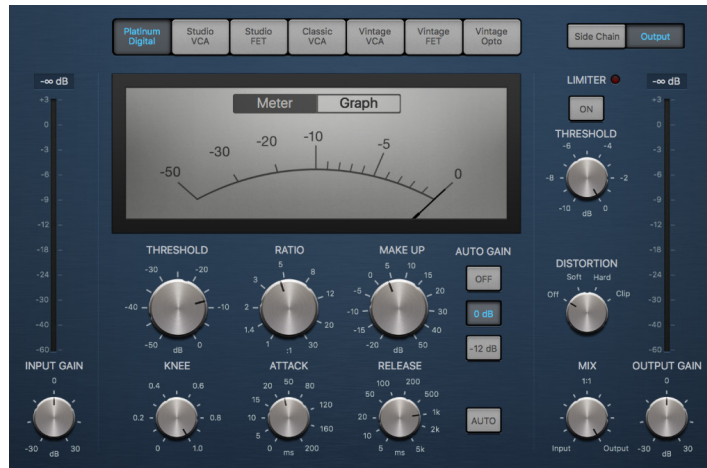 Platinum
Digital
Studio
VCA
Studio
FET
Classic
VCA
Vintage
VCA
Vintage
FET
Vintage
Opto
Side Chain
Output
-∞ dB
+3
0
-3
-6
-9
-12
-18
-24
-30
-40
-60
INPUT GAIN
0
-30
30
dB
Meter
Graph
-50
-30
-20
-10
-5
0
THRESHOLD
-50
-40
-30
-20
-10
0
dB
RATIO
1
1.4
2
3
5
8
12
20
30
:1
MAKE UP
-20
-15
-10
-5
0
5
10
15
20
25
30
40
50
dB
AUTO GAIN
OFF
0 dB
-12 dB
KNEE
0
0.2
0.4
0.6
0.8
1.0
ATTACK
0
5
10
15
20
50
80
120
160
200
ms
RELEASE
5
10
20
50
100
200
500
1k
2k
5k
ms
AUTO
LIMITER
ON
THRESHOLD
-10
-8
-6
-4
-2
0
dB
DISTORTION
Off
Soft
Hard
Clip
MIX
1:1
Input
Output
-∞ dB
+3
0
-3
-6
-9
-12
-18
-24
-30
-40
-60
OUTPUT GAIN
0
-30
30
dB